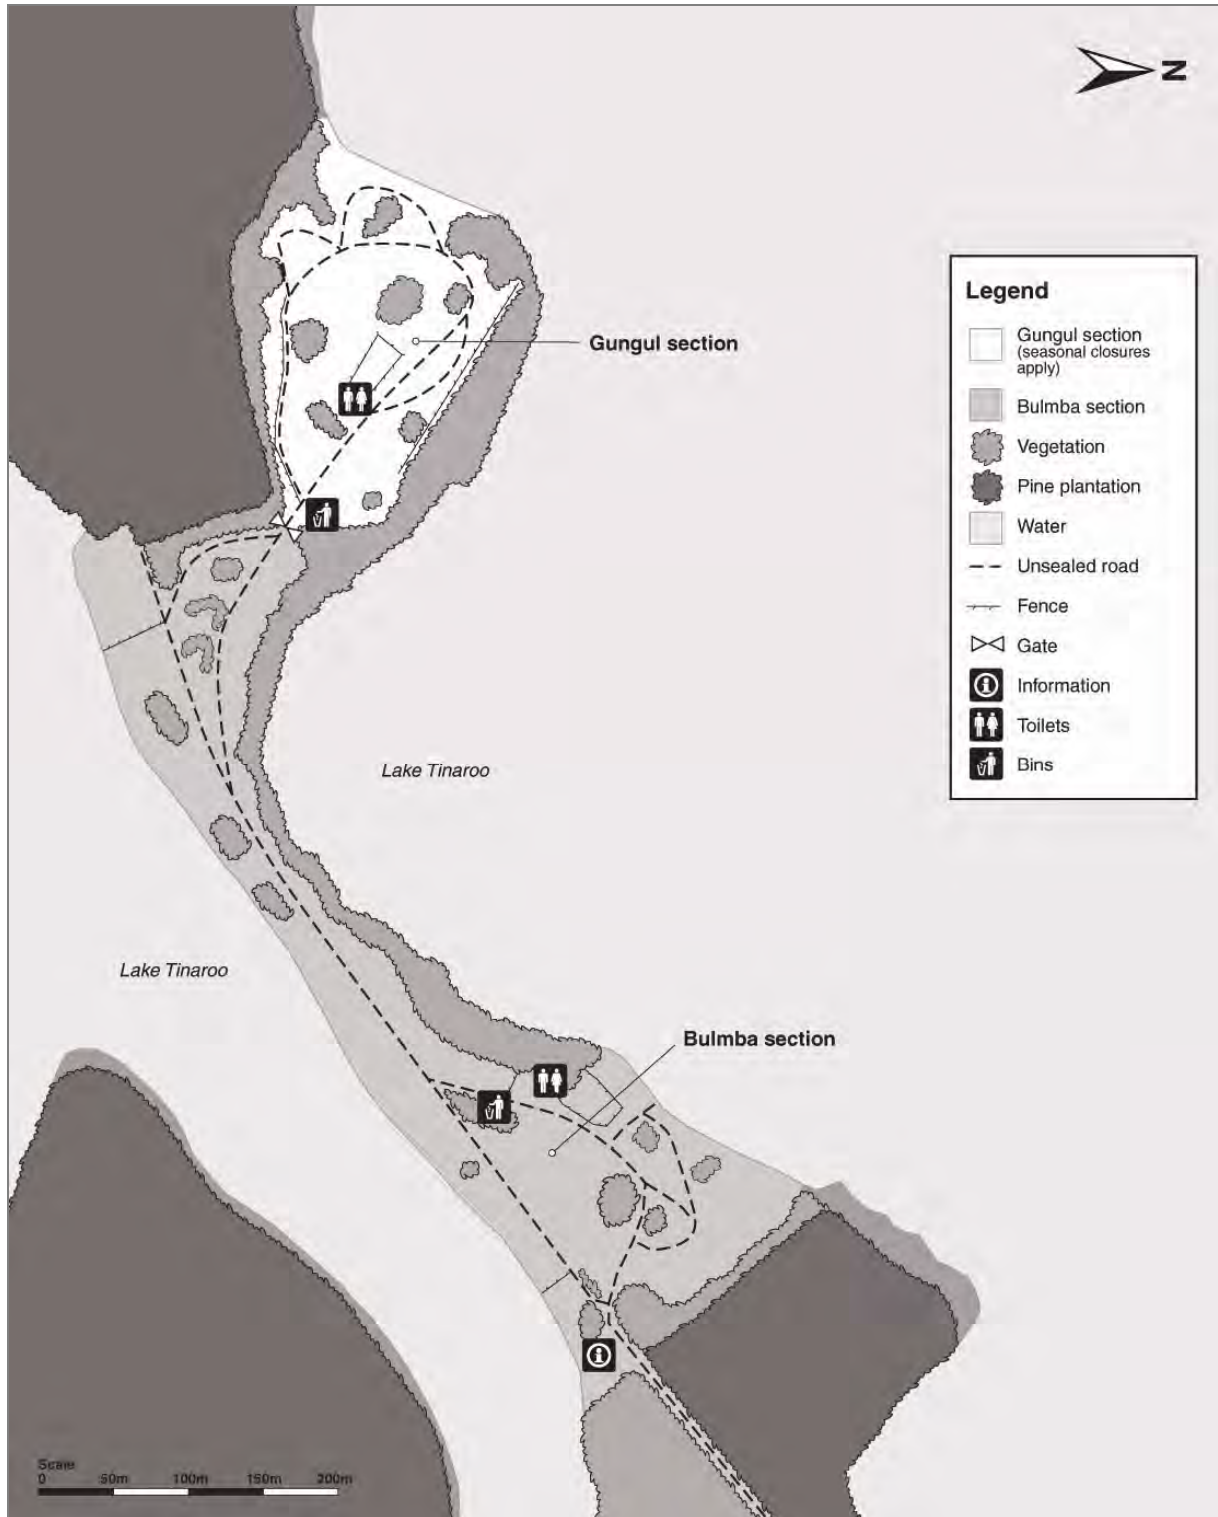 N
Legend
Gungul section
(seasonal closures
apply)
Bulmba section
Vegetation
Pine plantation
Water
Unsealed road
Fence
Gate
Information
Toilets
Bins
Gungul section
Lake Tinaroo
Lake Tinaroo
Bulmba section
Scale
0 50m 100m 150m 200m